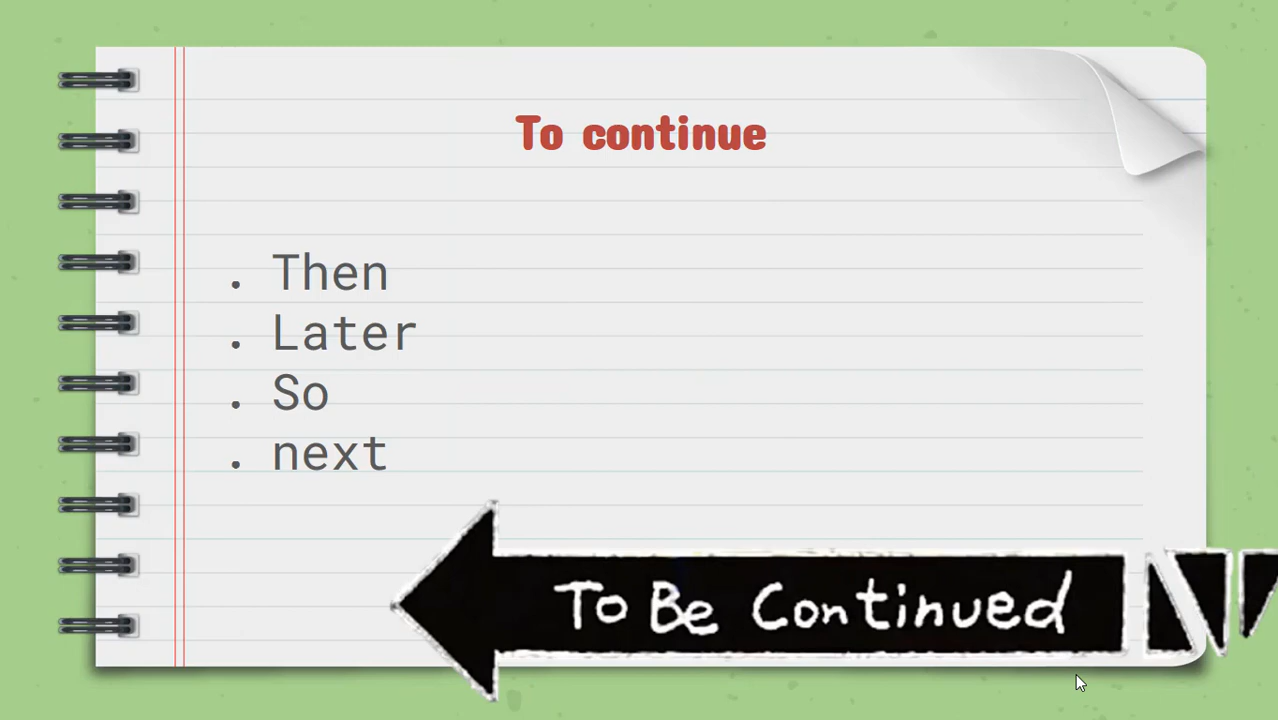 To continue
. Then
. Later
. So
. next
To Be Continued